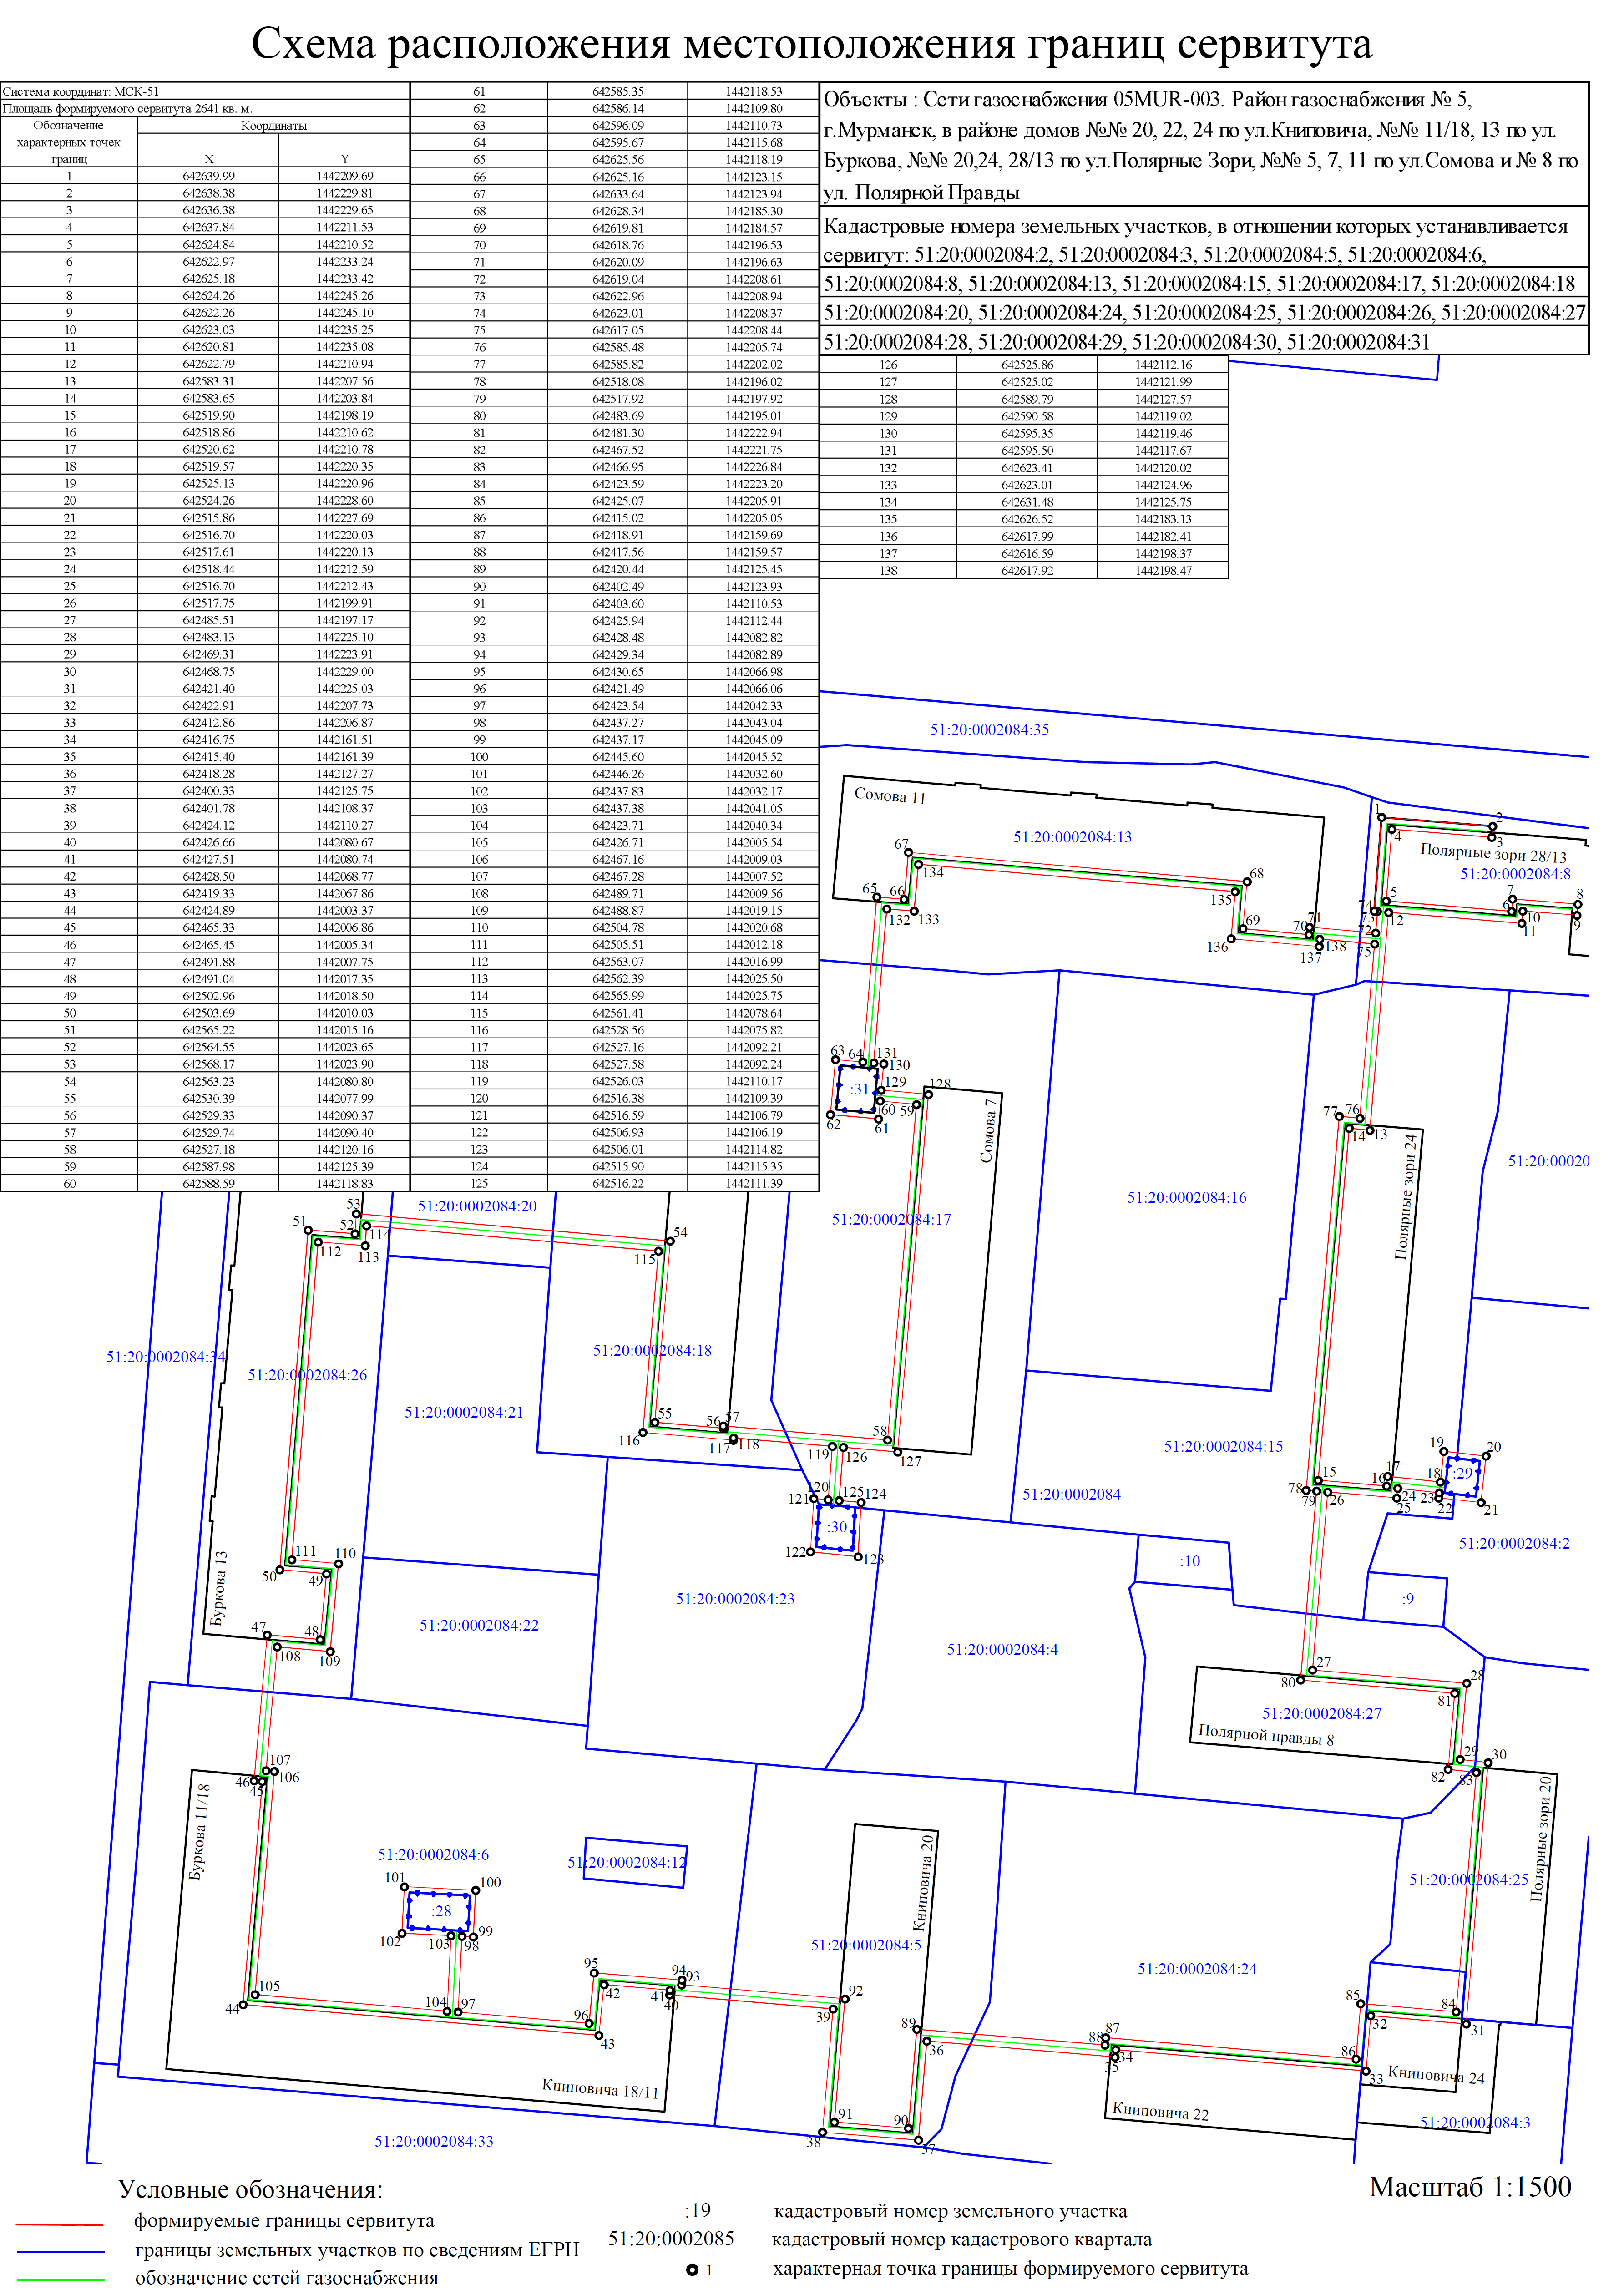 Схема расположения местоположения границ сервитута
Система координат: МСК-51
Площадь формируемого сервитута 2641 кв. м.
Обозначение характерных точек границ Координаты
X Y
1 642639.99 1442209.69
2 642638.38 1442229.81
3 642636.38 1442229.65
4 642637.84 1442211.53
5 642624.84 1442210.52
6 642622.97 1442233.24
7 642625.18 1442233.42
8 642624.26 1442245.26
9 642622.26 1442245.10
10 642623.03 1442235.25
11 642620.81 1442235.08
12 642622.79 1442210.94
13 642583.31 1442207.56
14 642583.65 1442203.84
15 642519.90 1442198.19
16 642518.86 1442210.62
17 642520.62 1442210.78
18 642519.57 1442220.35
19 642525.13 1442220.96
20 642524.26 1442228.60
21 642515.86 1442227.69
22 642516.70 1442220.03
23 642517.61 1442220.13
24 642518.44 1442212.59
25 642516.70 1442212.43
26 642517.75 1442199.91
27 642485.51 1442197.17
28 642483.13 1442225.10
29 642469.31 1442223.91
30 642468.75 1442229.00
31 642421.40 1442225.03
32 642422.91 1442207.73
33 642412.86 1442206.87
34 642416.75 1442161.51
35 642415.40 1442161.39
36 642418.28 1442127.27
37 642400.33 1442125.75
38 642401.78 1442108.37
39 642424.12 1442110.27
40 642426.66 1442080.67
41 642427.51 1442080.74
42 642428.50 1442068.77
43 642419.33 1442067.86
44 642424.89 1442003.37
45 642465.33 1442006.86
46 642465.45 1442005.34
47 642491.88 1442007.75
48 642491.04 1442017.35
49 642502.96 1442018.50
50 642503.69 1442010.03
51 642565.22 1442015.16
52 642564.55 1442023.65
53 642568.17 1442023.90
54 642563.23 1442080.80
55 642530.39 1442077.99
56 642529.33 1442090.37
57 642529.74 1442090.40
58 642527.18 1442120.16
59 642587.98 1442125.39
60 642588.59 1442118.83
61 642585.35 1442118.53
62 642586.14 1442109.80
63 642596.09 1442110.73
64 642595.67 1442115.68
65 642625.56 1442118.19
66 642625.16 1442123.15
67 642633.64 1442123.94
68 642628.34 1442185.30
69 642619.81 1442184.57
70 642618.76 1442196.53
71 642620.09 1442196.63
72 642619.04 1442208.61
73 642622.96 1442208.94
74 642623.01 1442208.37
75 642617.05 1442208.44
76 642585.48 1442205.74
77 642585.82 1442202.02
78 642518.08 1442196.02
79 642517.92 1442197.92
80 642483.69 1442195.01
81 642481.30 1442222.94
82 642467.52 1442221.75
83 642466.95 1442226.84
84 642423.59 1442223.20
85 642425.07 1442205.91
86 642415.02 1442205.05
87 642418.91 1442159.69
88 642417.56 1442159.57
89 642420.44 1442125.45
90 642402.49 1442123.93
91 642403.60 1442110.53
92 642425.94 1442112.44
93 642428.48 1442082.82
94 642429.34 1442082.89
95 642430.65 1442066.98
96 642421.49 1442066.06
97 642423.54 1442042.33
98 642437.27 1442043.04
99 642437.17 1442045.09
100 642445.60 1442045.52
101 642446.26 1442032.60
102 642437.83 1442032.17
103 642437.38 1442041.05
104 642423.71 1442040.34
105 642426.71 1442005.54
106 642467.16 1442009.03
107 642467.28 1442007.52
108 642489.71 1442009.56
109 642488.87 1442019.15
110 642504.78 1442020.68
111 642505.51 1442012.18
112 642563.07 1442016.99
113 642562.39 1442025.50
114 642565.99 1442025.75
115 642561.41 1442078.64
116 642528.56 1442075.82
117 642527.16 1442092.21
118 642527.58 1442092.24
119 642526.03 1442110.17
120 642516.38 1442109.39
121 642516.59 1442106.79
122 642506.93 1442106.19
123 642506.01 1442114.82
124 642515.90 1442115.35
125 642516.22 1442111.39
Объекты : Сети газоснабжения 05MUR-003. Район газоснабжения № 5,
г.Мурманск, в районе домов №№ 20, 22, 24 по ул.Книповича, №№ 11/18, 13 по ул.
Буркова, №№ 20,24, 28/13 по ул.Полярные Зори, №№ 5, 7, 11 по ул.Сомова и № 8 по
ул. Полярной Правды
Кадастровые номера земельных участков, в отношении которых устанавливается
сервитут: 51:20:0002084:2, 51:20:0002084:3, 51:20:0002084:5, 51:20:0002084:6,
51:20:0002084:8, 51:20:0002084:13, 51:20:0002084:15, 51:20:0002084:17, 51:20:0002084:18
51:20:0002084:20, 51:20:0002084:24, 51:20:0002084:25, 51:20:0002084:26, 51:20:0002084:27
51:20:0002084:28, 51:20:0002084:29, 51:20:0002084:30, 51:20:0002084:31
126 642525.86 1442112.16
127 642525.02 1442121.99
128 642589.79 1442127.57
129 642590.58 1442119.02
130 642595.35 1442119.46
131 642595.50 1442117.67
132 642623.41 1442120.02
133 642623.01 1442124.96
134 642631.48 1442125.75
135 642626.52 1442183.13
136 642617.99 1442182.41
137 642616.59 1442198.37
138 642617.92 1442198.47
51:20:0002084:35
Сомова 11
51:20:0002084:13
Полярные зори 28/13
51:20:0002084:8
:31
Сомова 7
51:20:0002084:17
51:20:0002084:16
Полярные зори 24
51:20:00020
51:20:0002084:20
51:20:0002084:34
51:20:0002084:26
51:20:0002084:18
51:20:0002084:21
51:20:0002084:15
51:20:0002084
:29
:30
51:20:0002084:2
Буркова 13
:10
:9
51:20:0002084:23
51:20:0002084:22
51:20:0002084:4
51:20:0002084:27
Полярной правды 8
Буркова 11/18
51:20:0002084:6
51:20:0002084:12
:28
Книповича 20
51:20:0002084:5
Полярные зори 20
51:20:0002084:25
51:20:0002084:24
Книповича 18/11
Книповича 22
Книповича 24
51:20:0002084:3
51:20:0002084:33
Масштаб 1:1500
Условные обозначения:
формируемые границы сервитута
границы земельных участков по сведениям ЕГРН
обозначение сетей газоснабжения
:19 кадастровый номер земельного участка
51:20:0002085 кадастровый номер кадастрового квартала
1 характерная точка границы формируемого сервитута